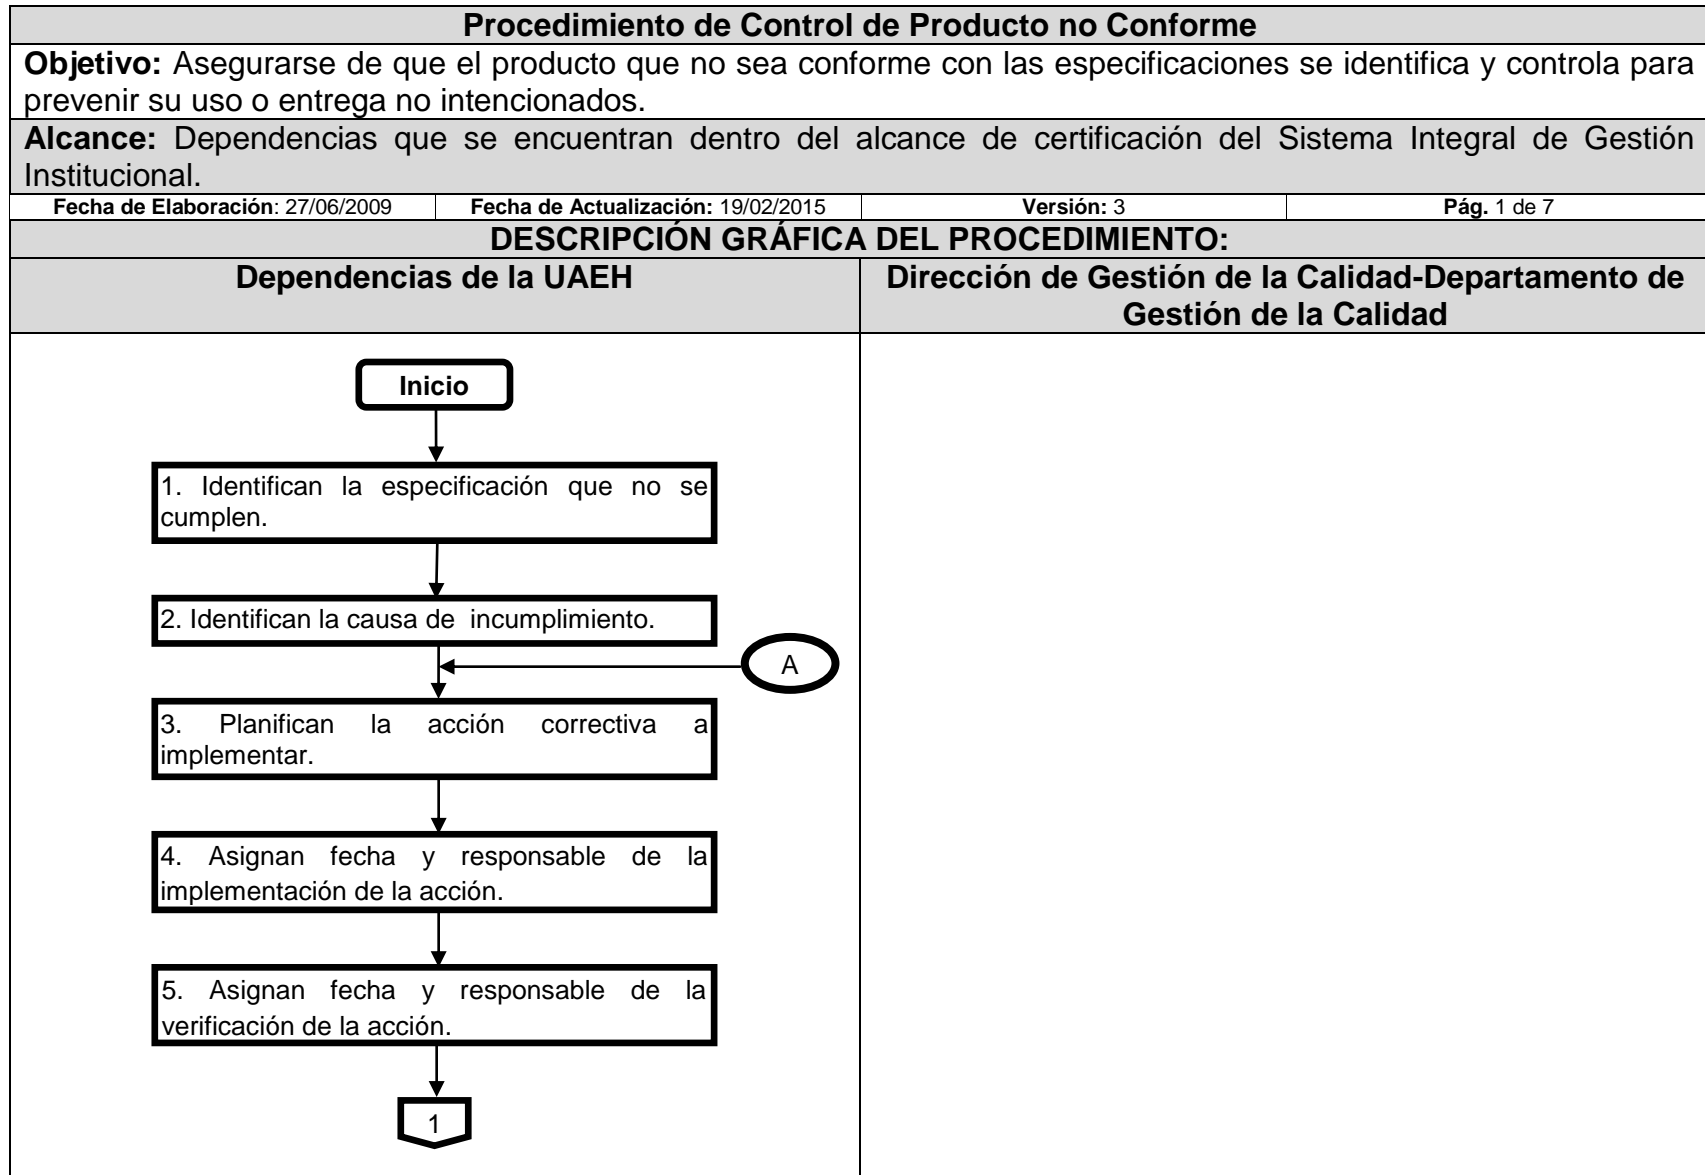 Procedimiento de Control de Producto no Conforme
Objetivo: Asegurarse de que el producto que no sea conforme con las especificaciones se identifica y controla para
prevenir su uso o entrega no intencionados.
Alcance: Dependencias que se encuentran dentro del alcance de certificación del Sistema Integral de Gestión
Institucional.
Fecha de Elaboración: 27/06/2009 Fecha de Actualización: 19/02/2015 Versión: 3 Pág. 1 de 7
DESCRIPCIÓN GRÁFICA DEL PROCEDIMIENTO:
Dependencias de la UAEH
Dirección de Gestión de la Calidad-Departamento de
Gestión de la Calidad
Inicio
1. Identifican la especificación que no se
cumplen.
2. Identifican la causa de incumplimiento.
A
3. Planifican la acción correctiva a
implementar.
4. Asignan fecha y responsable de la
implementación de la acción.
5. Asignan fecha y responsable de la
verificación de la acción.
1